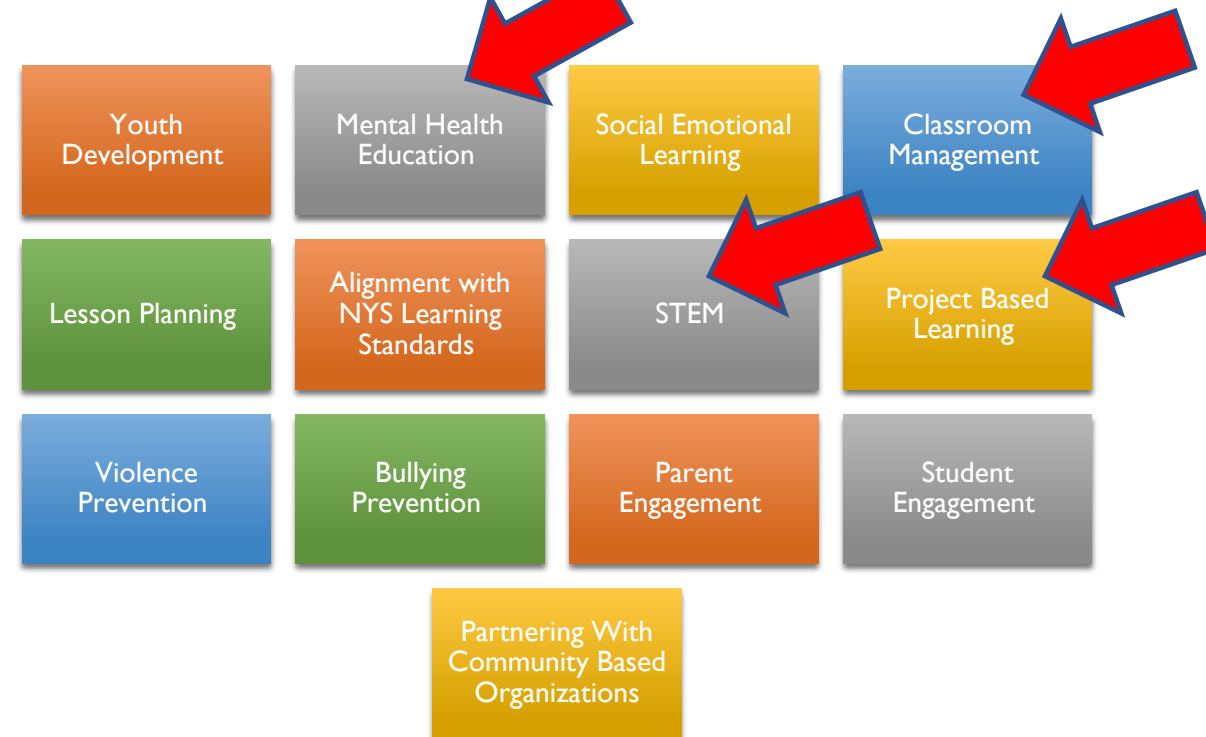 Youth
Development
Mental Health
Education
Social Emotional
Learning
Classroom
Management
Lesson Planning
Alignment with
NYS Learning
Standards
STEM
Project Based
Learning
Violence
Prevention
Bullying
Prevention
Parent
Engagement
Student
Engagement
Partnering With
Community Based
Organizations